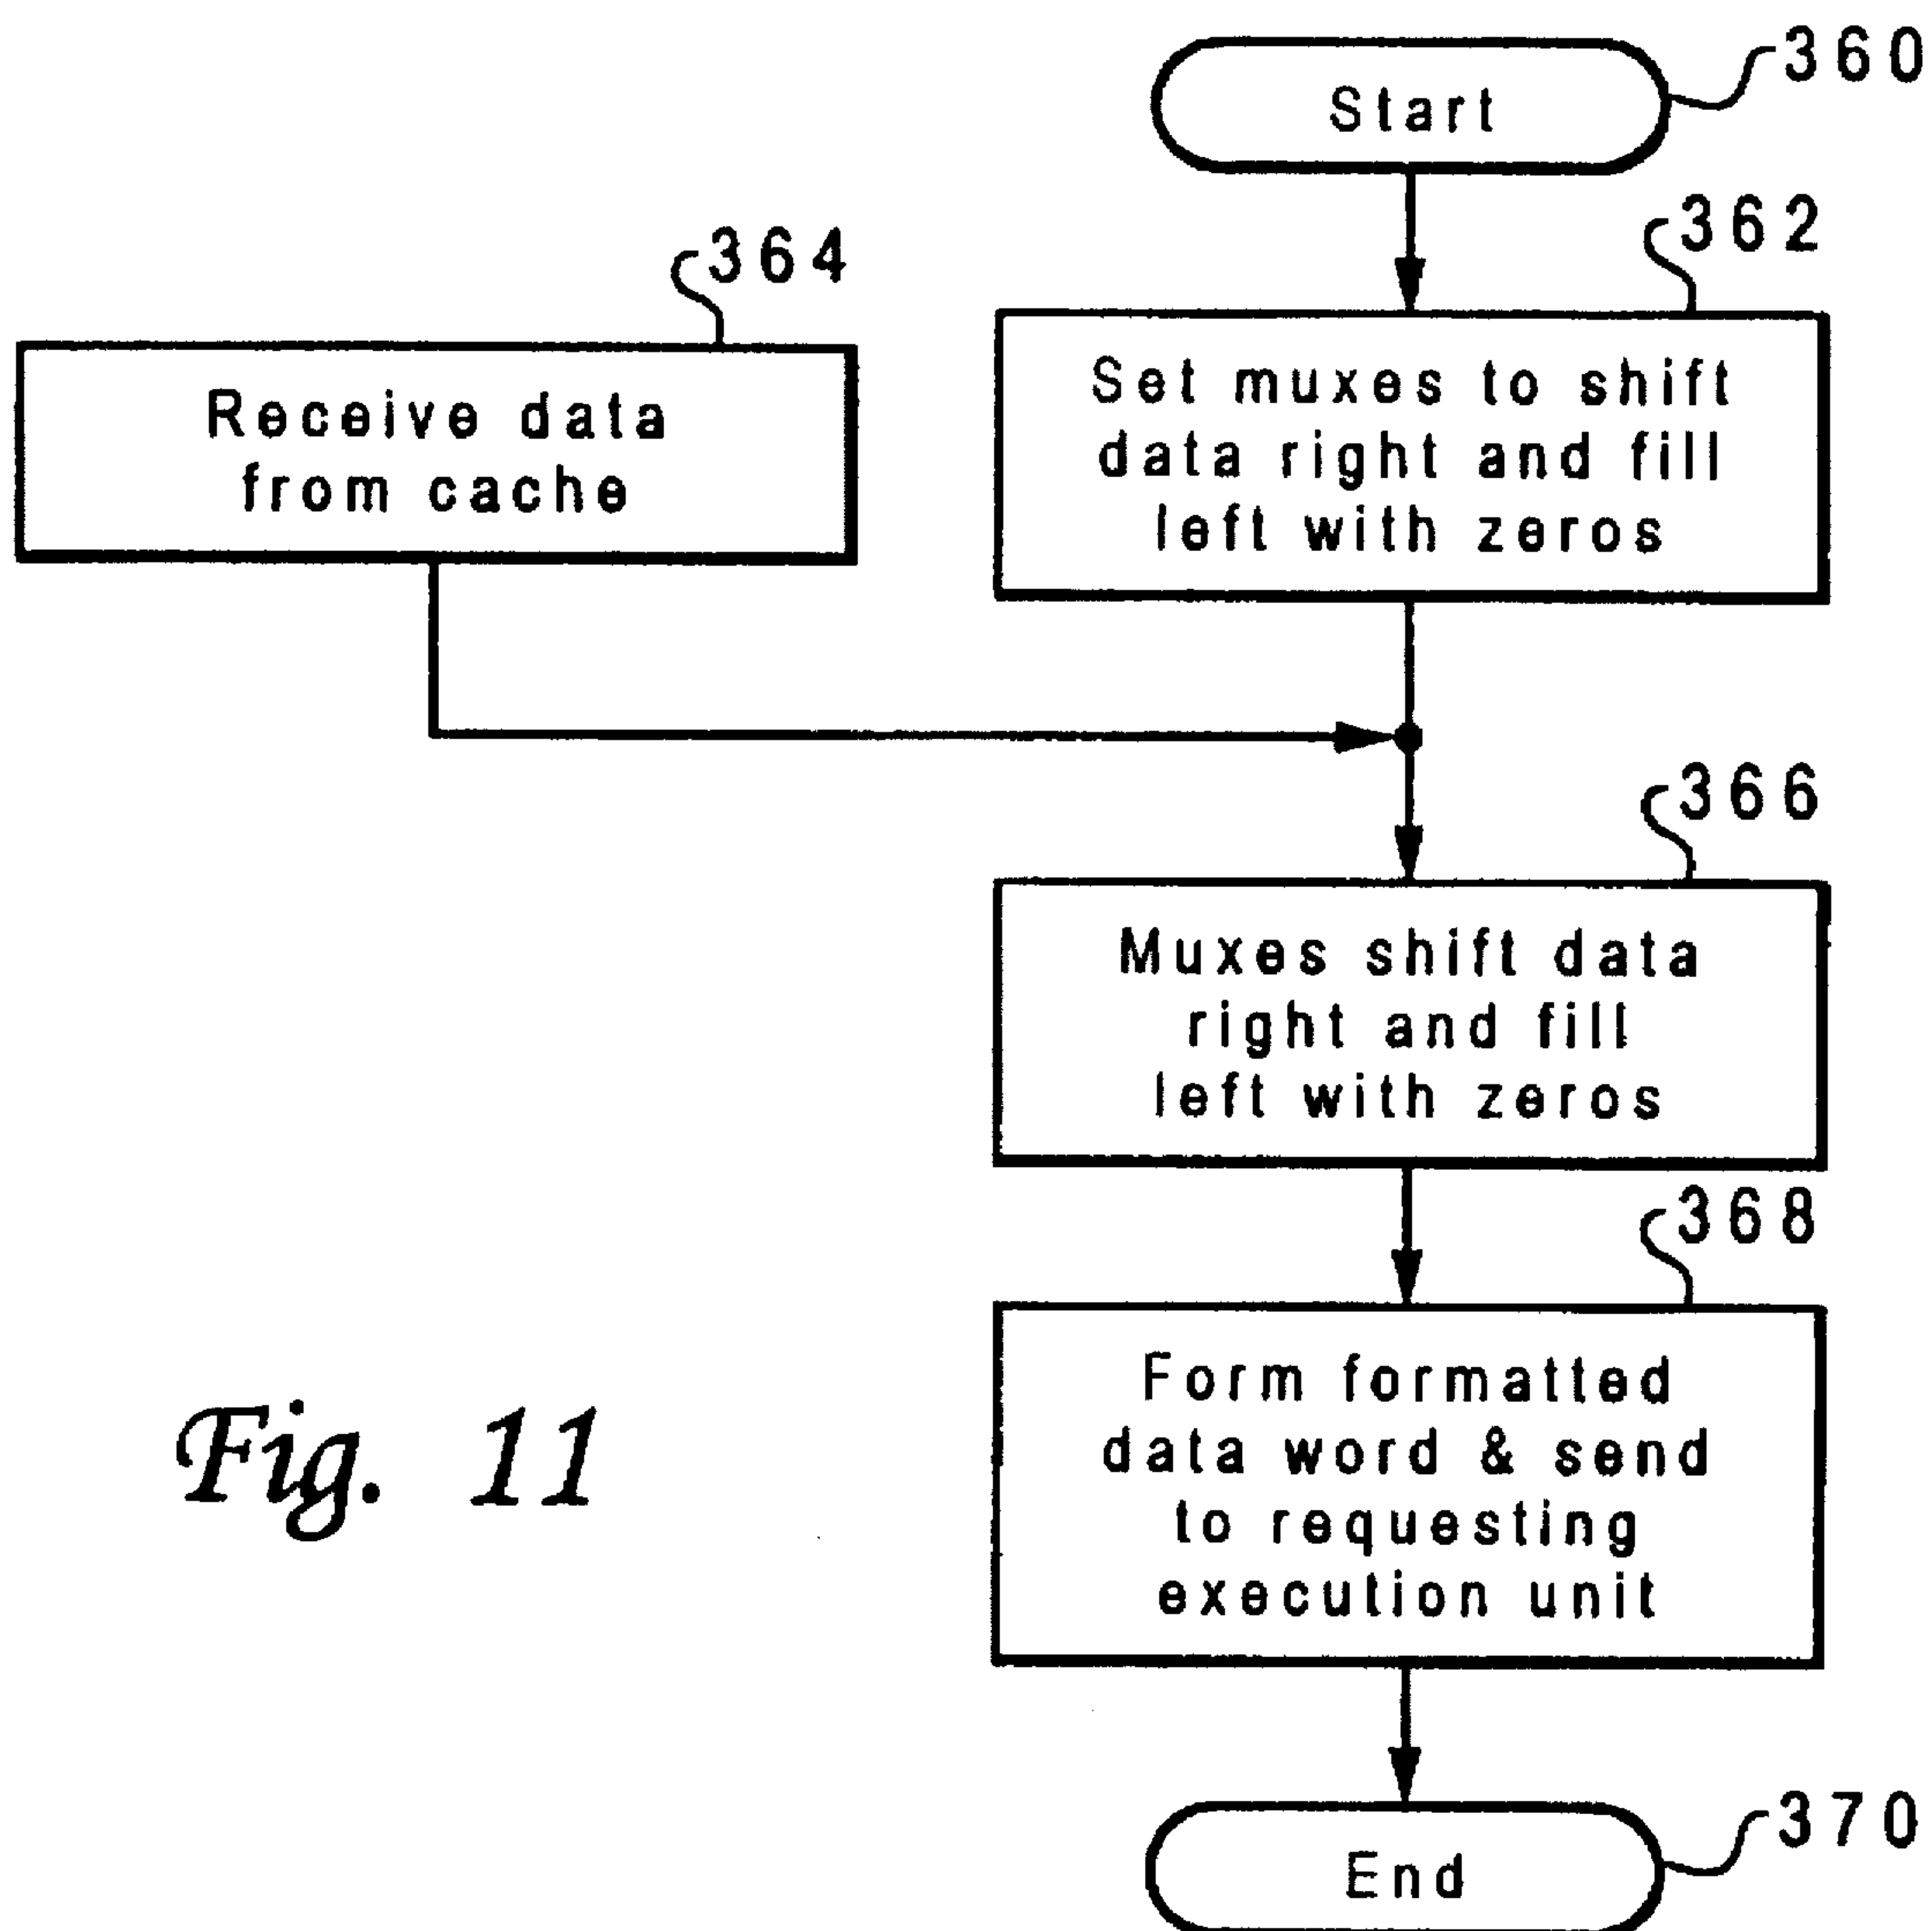 360
Start
362
364
Set muxes to shift
data right and fill
left with zeros
Receive data
from cache
366
Muxes shift data
right and fill
left with zeros
368
Form formatted
data word & send
to requesting
execution unit
Fig. 11
370
End